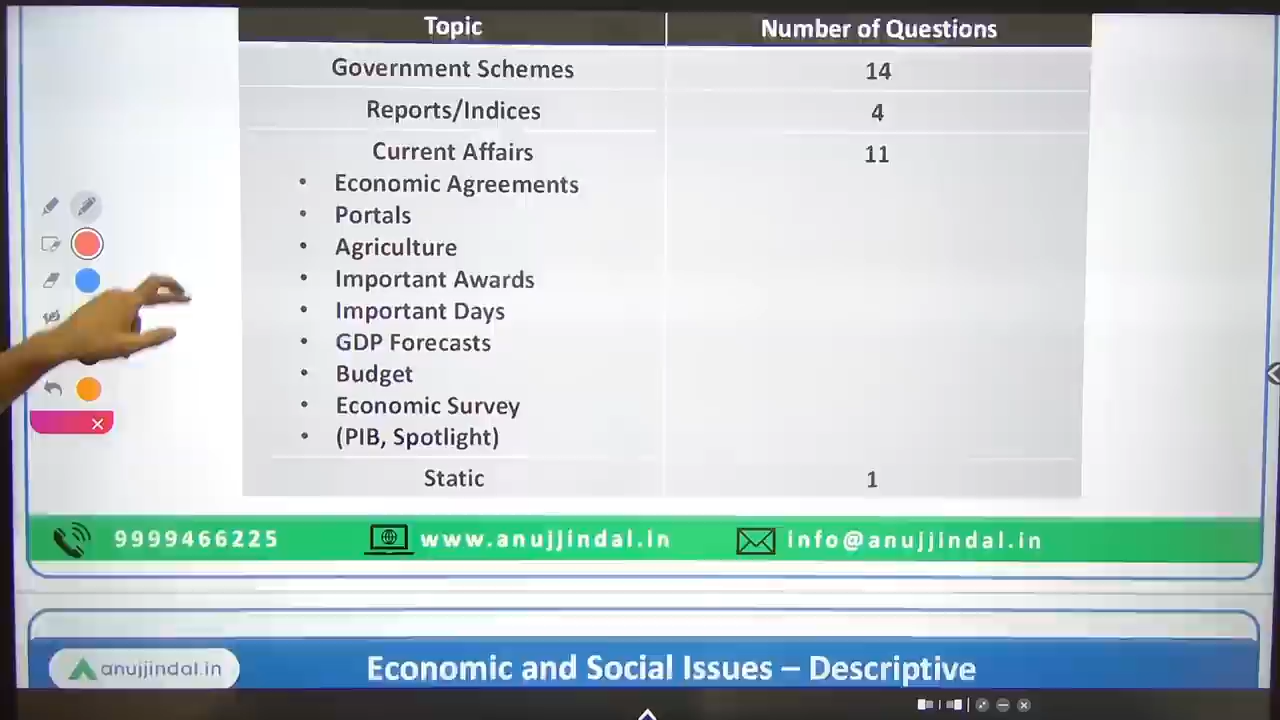 Topic Number of Questions
Government Schemes 14
Reports/Indices 4
Current Affairs 11
• Economic Agreements
• Portals
• Agriculture
• Important Awards
• Important Days
• GDP Forecasts
• Budget
• Economic Survey
• (PIB, Spotlight)
Static 1
9999466225 www.anujjindal.in info@anujjindal.in
anujjindal.in Economic and Social Issues – Descriptive